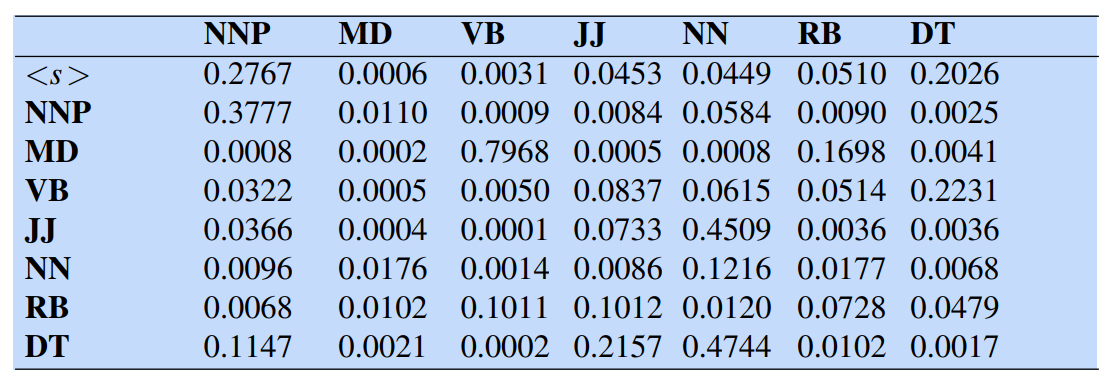 NNP MD VB JJ NN RB DT
<s> 0.2767 0.0006 0.0031 0.0453 0.0449 0.0510 0.2026
NNP 0.3777 0.0110 0.0009 0.0084 0.0584 0.0090 0.0025
MD 0.0008 0.0002 0.7968 0.0005 0.0008 0.1698 0.0041
VB 0.0322 0.0005 0.0050 0.0837 0.0615 0.0514 0.2231
JJ 0.0366 0.0004 0.0001 0.0733 0.4509 0.0036 0.0036
NN 0.0096 0.0176 0.0014 0.0086 0.1216 0.0177 0.0068
RB 0.0068 0.0102 0.1011 0.1012 0.0120 0.0728 0.0479
DT 0.1147 0.0021 0.0002 0.2157 0.4744 0.0102 0.0017